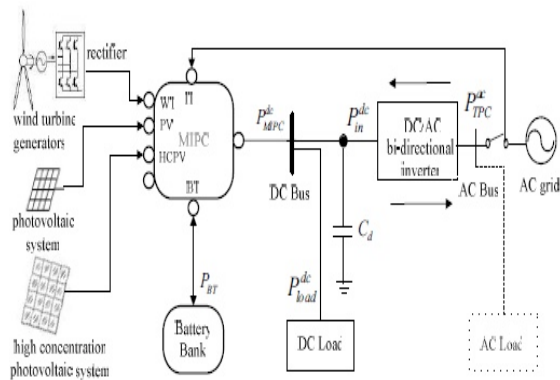 rectifier
wind turbine
generators
WT
PV
HCPV
MIPC
BT
photovoltaic
system
high concentration
photovoltaic system
P_BT
Battery
Bank
P^dc_MIPC
DC Bus
P^dc_load
DC Load
P^dc_in
C_d
DC/AC
bi-directional
inverter
P^ac_TPC
AC Bus
AC grid
AC Load